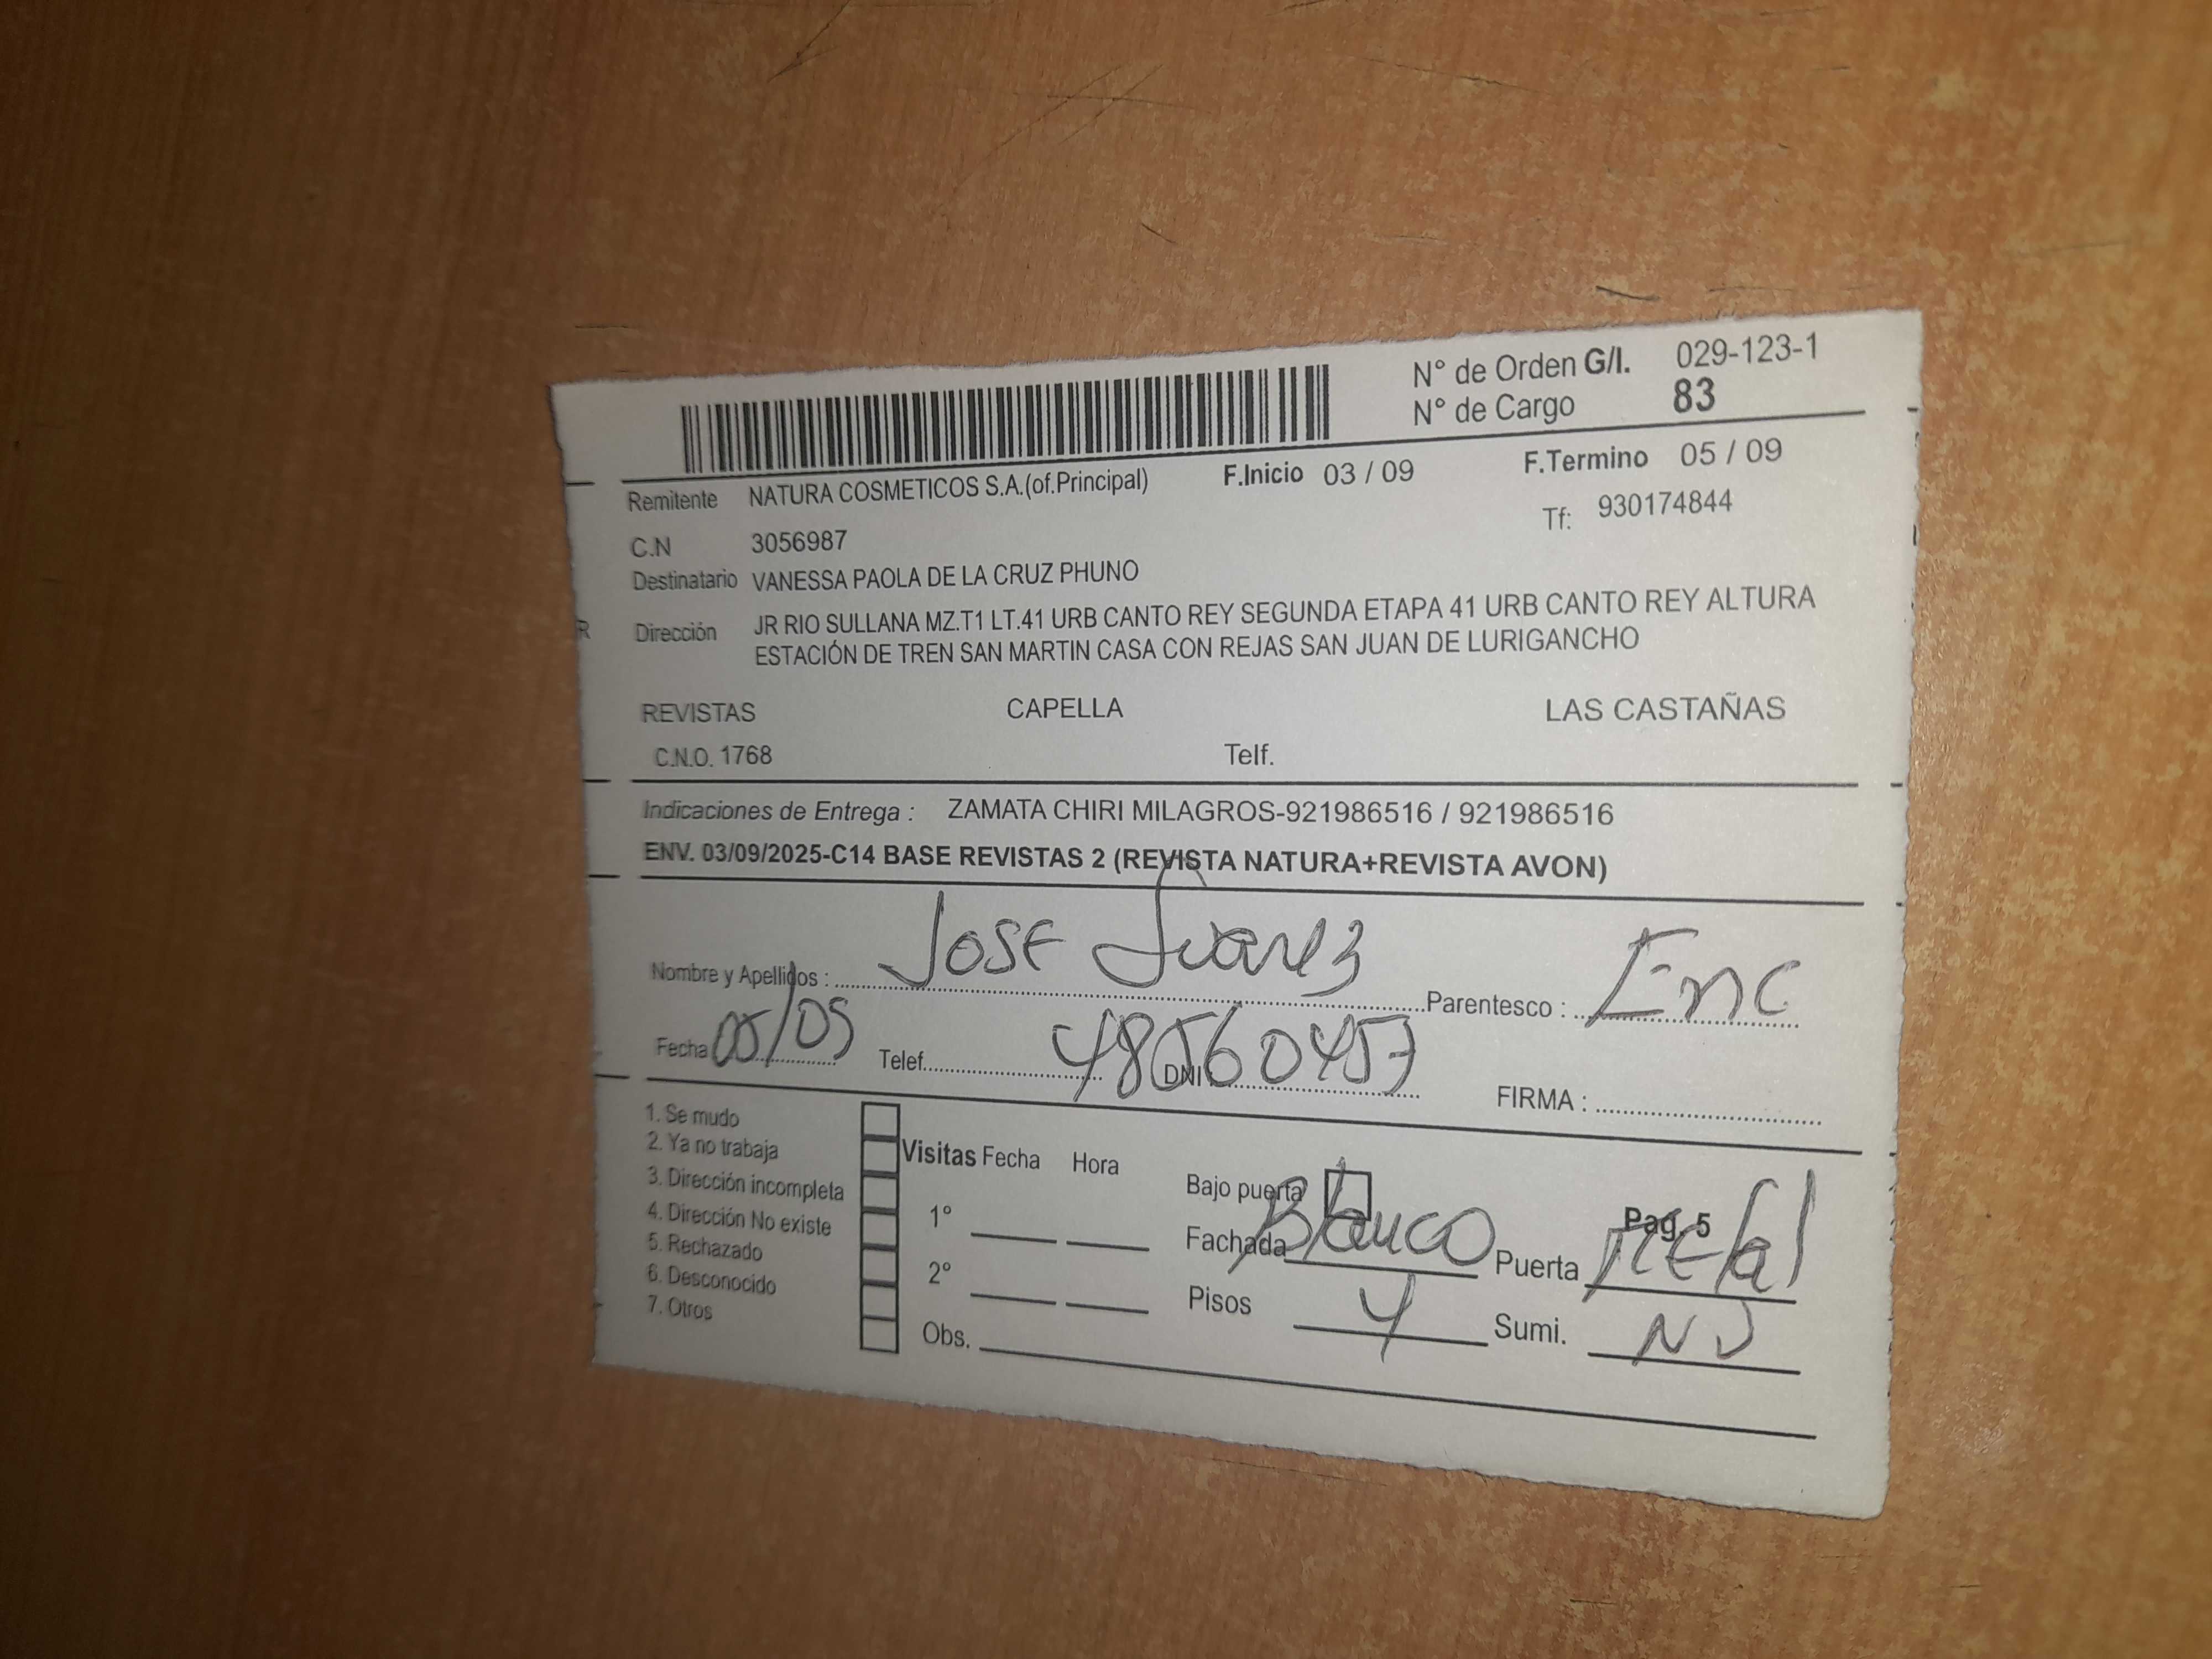 N° de Orden G/I. 029-123-1
N° de Cargo 83
Remitente NATURA COSMETICOS S.A.(of.Principal) F.Inicio 03 / 09 F.Termino 05 / 09
C.N 3056987 Tf: 930174844
Destinatario VANESSA PAOLA DE LA CRUZ PHUNO
R Dirección JR RIO SULLANA MZ.T1 LT.41 URB CANTO REY SEGUNDA ETAPA 41 URB CANTO REY ALTURA
ESTACIÓN DE TREN SAN MARTIN CASA CON REJAS SAN JUAN DE LURIGANCHO
REVISTAS CAPELLA LAS CASTAÑAS
C.N.O. 1768 Telf.
Indicaciones de Entrega : ZAMATA CHIRI MILAGROS-921986516 / 921986516
ENV. 03/09/2025-C14 BASE REVISTAS 2 (REVISTA NATURA+REVISTA AVON)
Nombre y Apellidos : JOSE Juarez Parentesco : Enc
Fecha 05/09 Telef. DNI 48560457 FIRMA :
1. Se mudo
2. Ya no trabaja Visitas Fecha Hora
3. Dirección incompleta Bajo puerta Pag. 5
4. Dirección No existe 1° Fachada Blanco Puerta Metal
5. Rechazado
6. Desconocido 2° Pisos 4 Sumi.
7. Otros Obs.